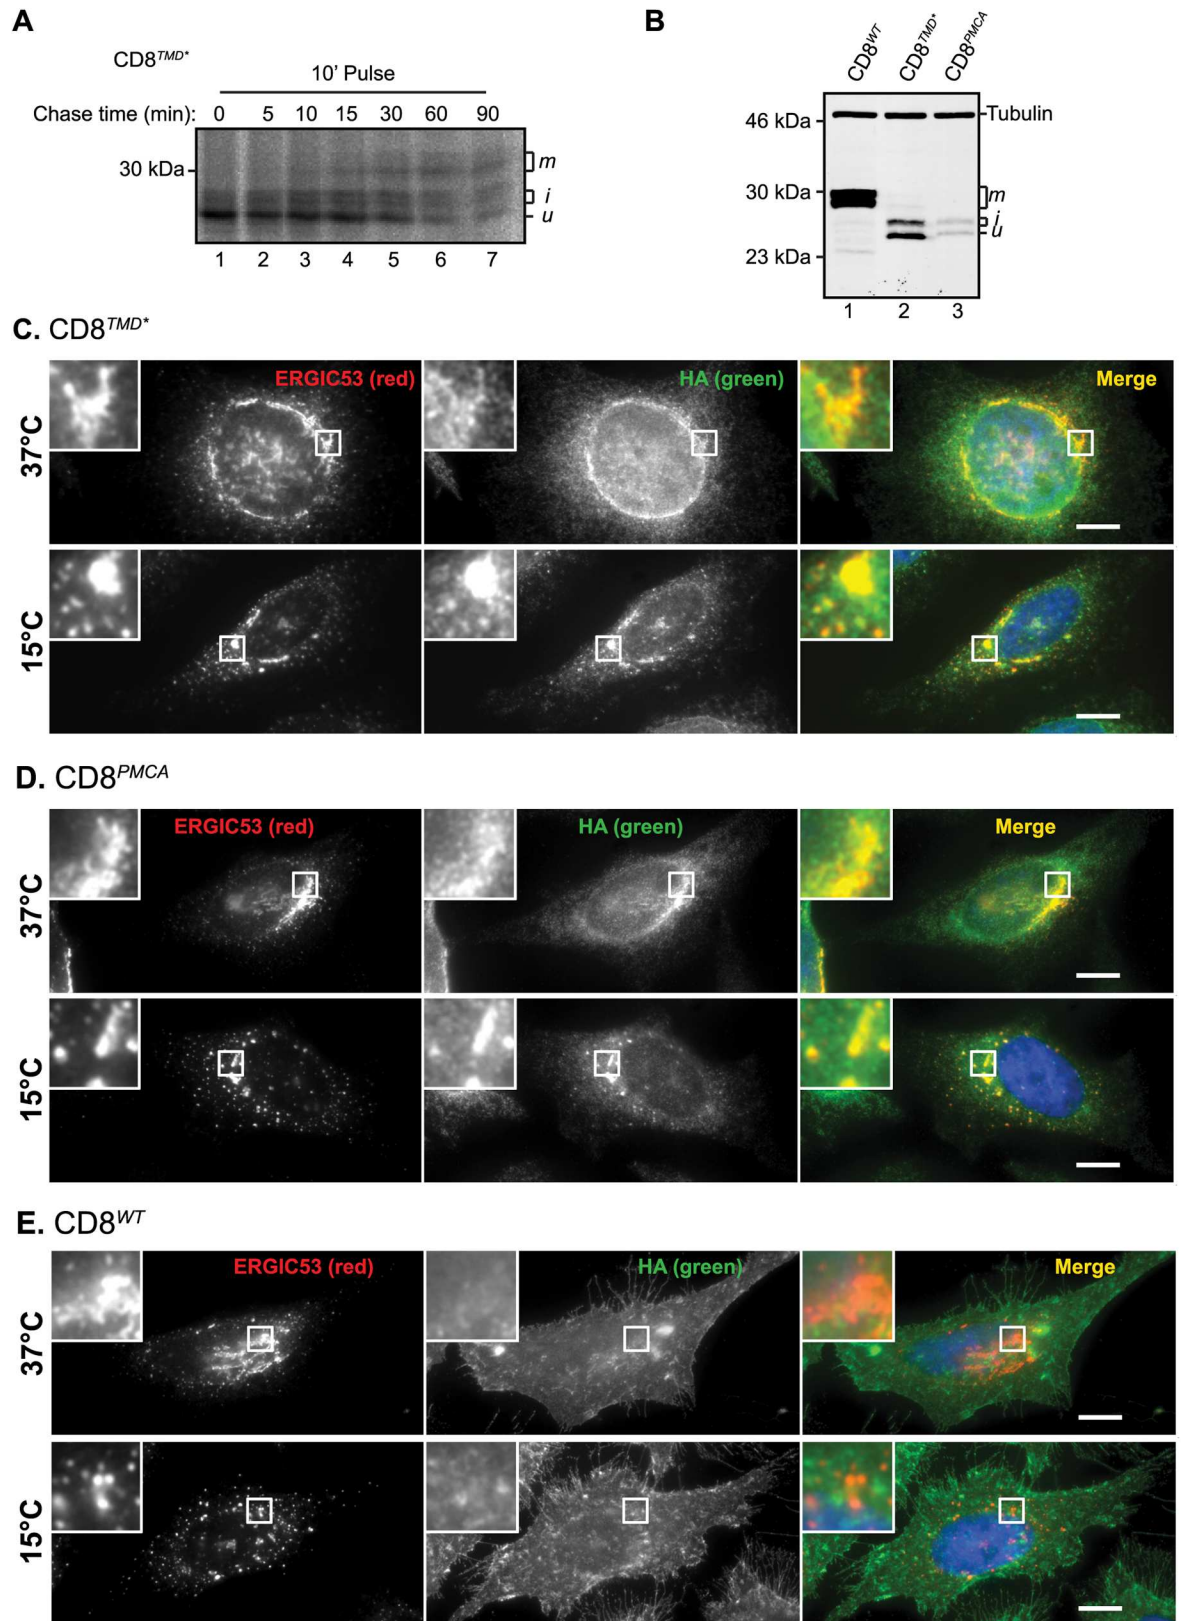 A
CD8TMD*
10' Pulse
Chase time (min): 0 5 10 15 30 60 90
30 kDa
m
i
u
1 2 3 4 5 6 7
B
CD8WT CD8TMD* CD8PMCA
46 kDa
Tubulin
30 kDa
m
i
u
23 kDa
1 2 3
C. CD8TMD*
37°C
ERGIC53 (red) HA (green) Merge
15°C
D. CD8PMCA
37°C
ERGIC53 (red) HA (green) Merge
15°C
E. CD8WT
37°C
ERGIC53 (red) HA (green) Merge
15°C